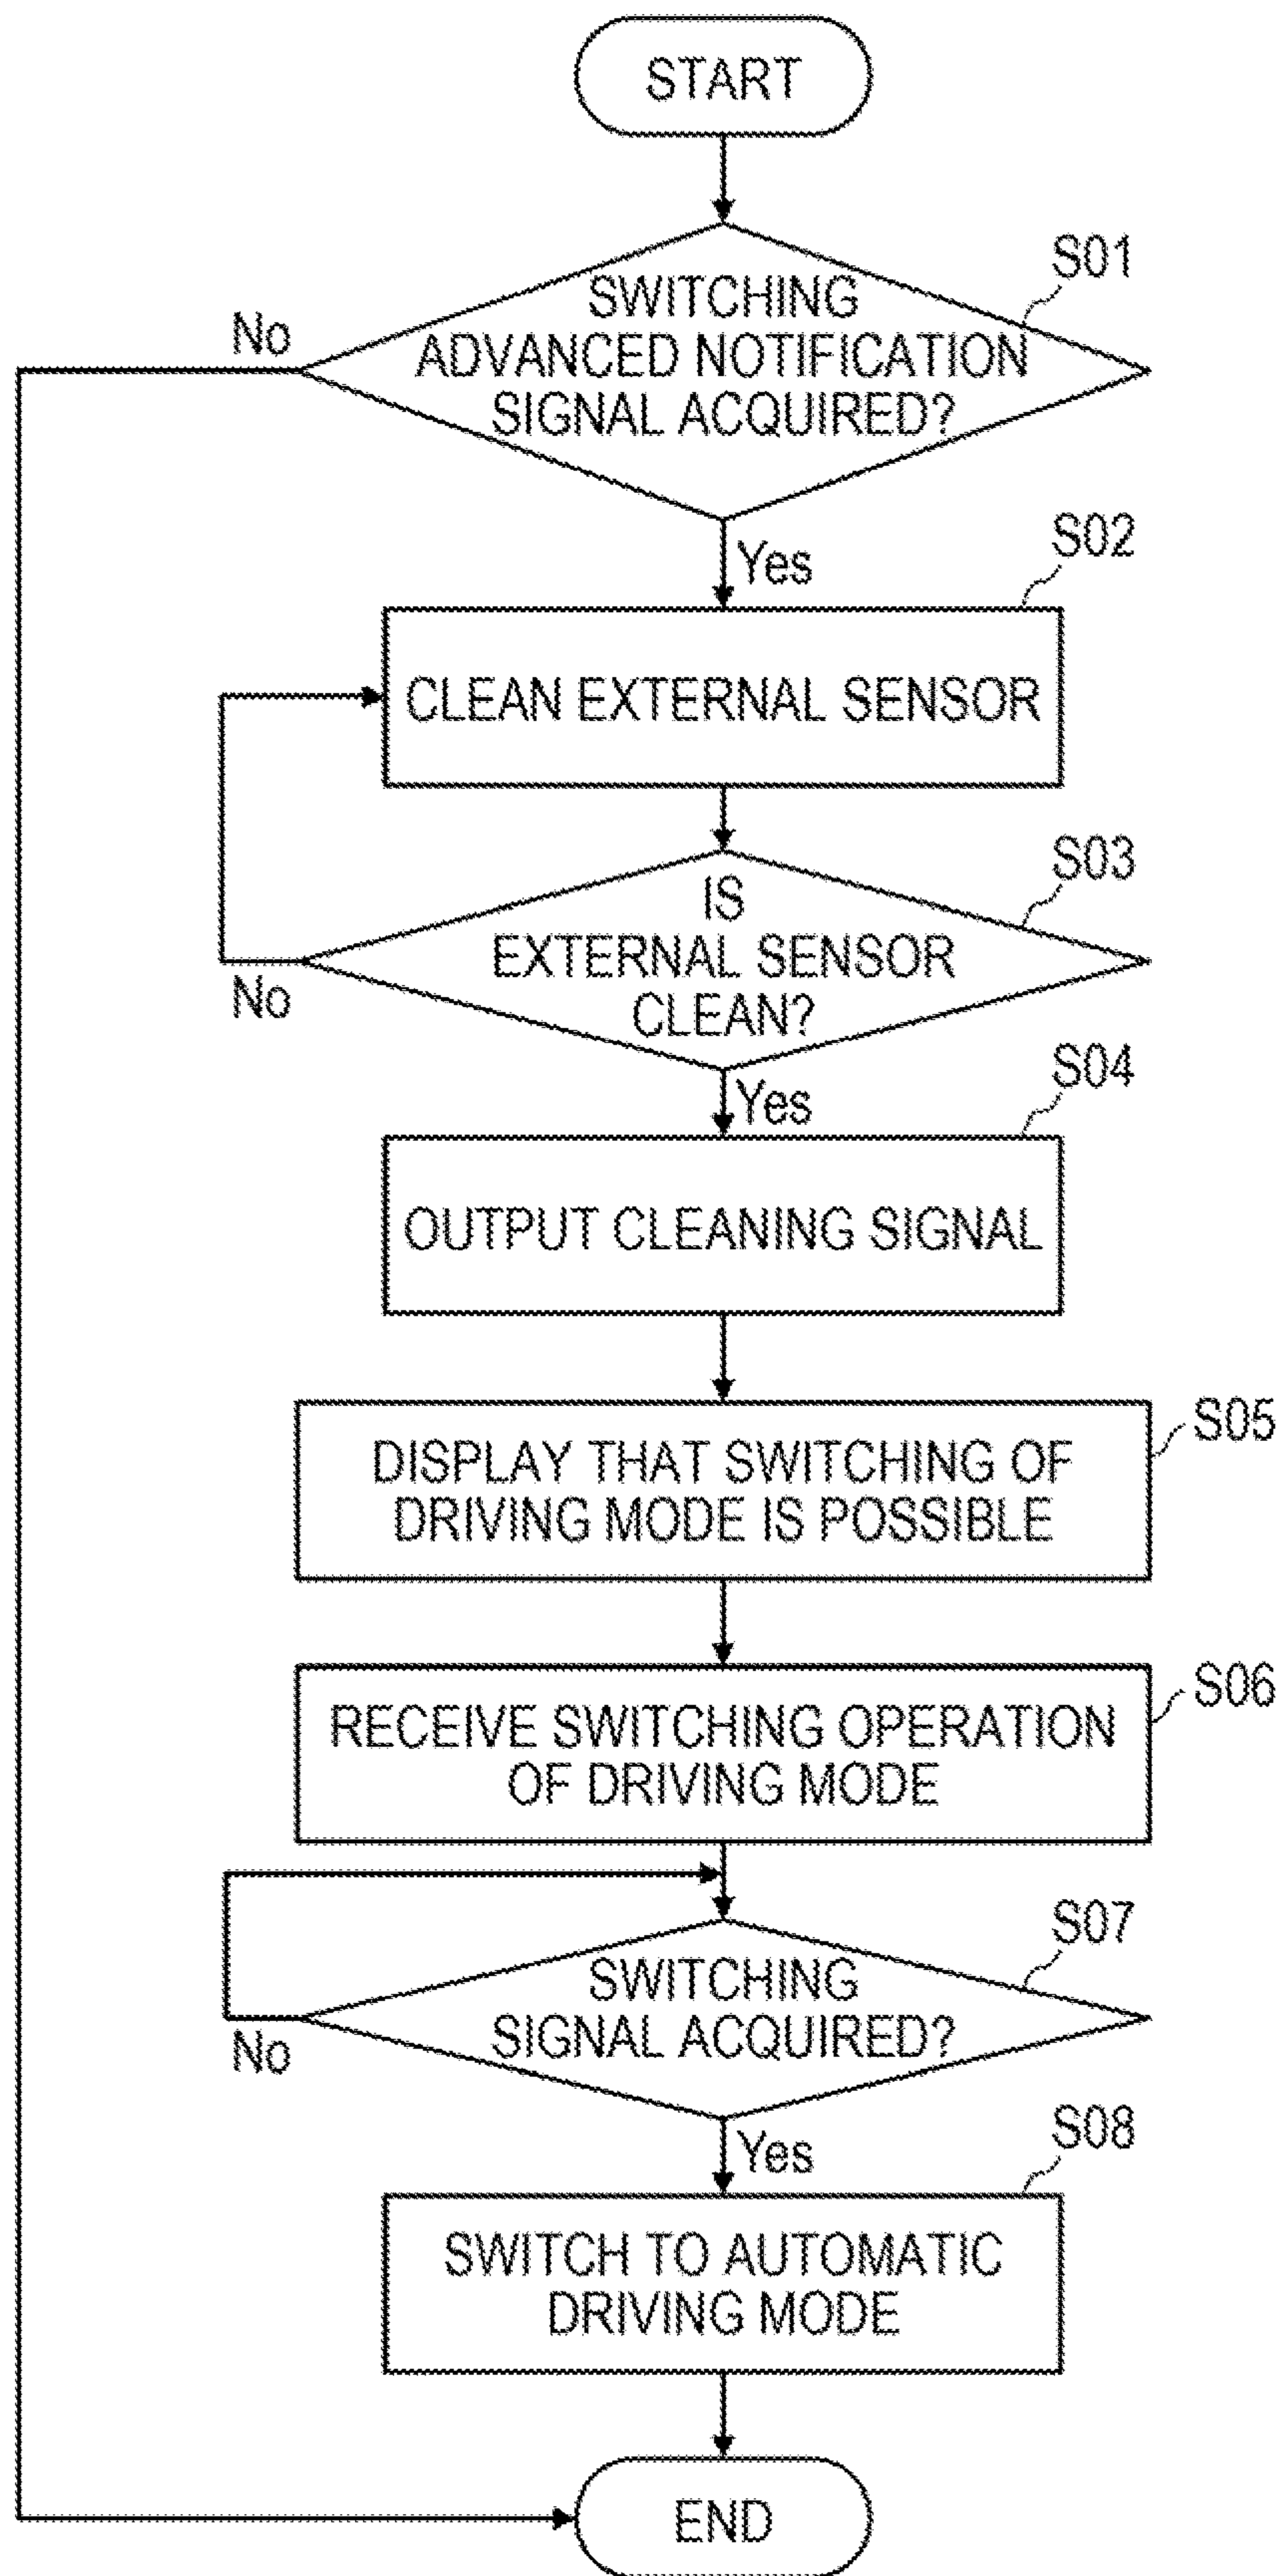 START
S01
SWITCHING
ADVANCED NOTIFICATION
SIGNAL ACQUIRED?
No
Yes
S02
CLEAN EXTERNAL SENSOR
S03
IS
EXTERNAL SENSOR
CLEAN?
No
Yes
S04
OUTPUT CLEANING SIGNAL
S05
DISPLAY THAT SWITCHING OF
DRIVING MODE IS POSSIBLE
S06
RECEIVE SWITCHING OPERATION
OF DRIVING MODE
S07
SWITCHING
SIGNAL ACQUIRED?
No
Yes
S08
SWITCH TO AUTOMATIC
DRIVING MODE
END